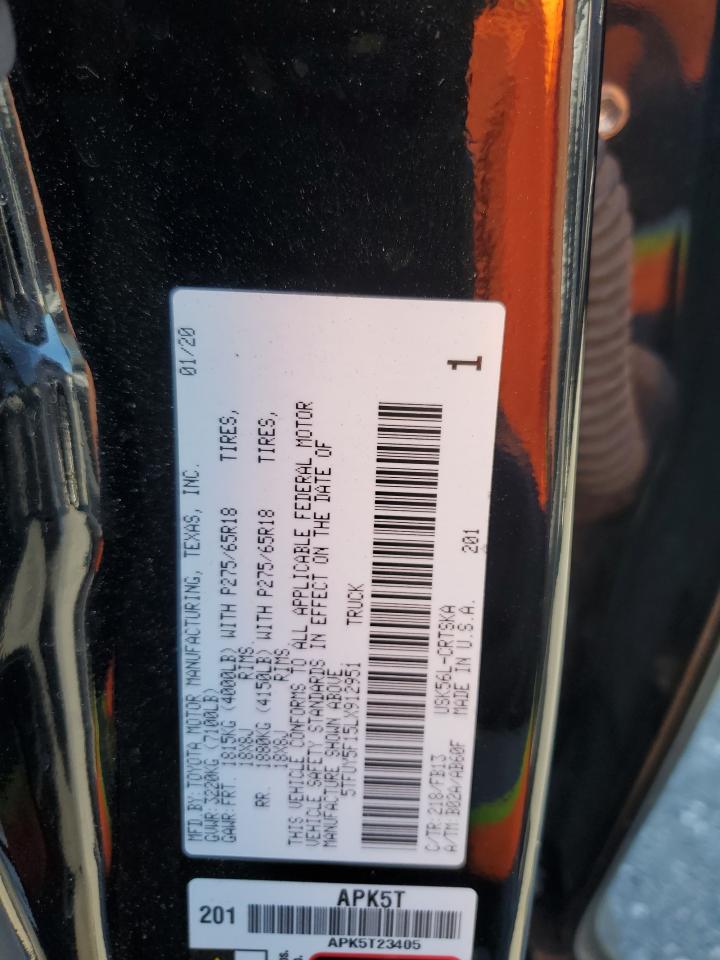 MFD BY: TOYOTA MOTOR MANUFACTURING, TEXAS, INC. 01/20
GVWR: 3220KG (7100LB)
GAWR: FRT. 1815KG (4000LB) WITH P275/65R18 TIRES,
18X8J RIMS
RR. 1880KG (4150LB) WITH P275/65R18 TIRES,
18X8J RIMS
THIS VEHICLE CONFORMS TO ALL APPLICABLE FEDERAL MOTOR
VEHICLE SAFETY STANDARDS IN EFFECT ON THE DATE OF
MANUFACTURE SHOWN ABOVE
5TFUY5F15LX912951 TRUCK
C/TR: 218/FB13 USK56L-CRTSKA 201
A/TM: B02A/AB60F MADE IN U.S.A. 1
APK5T
201
APK5T23405